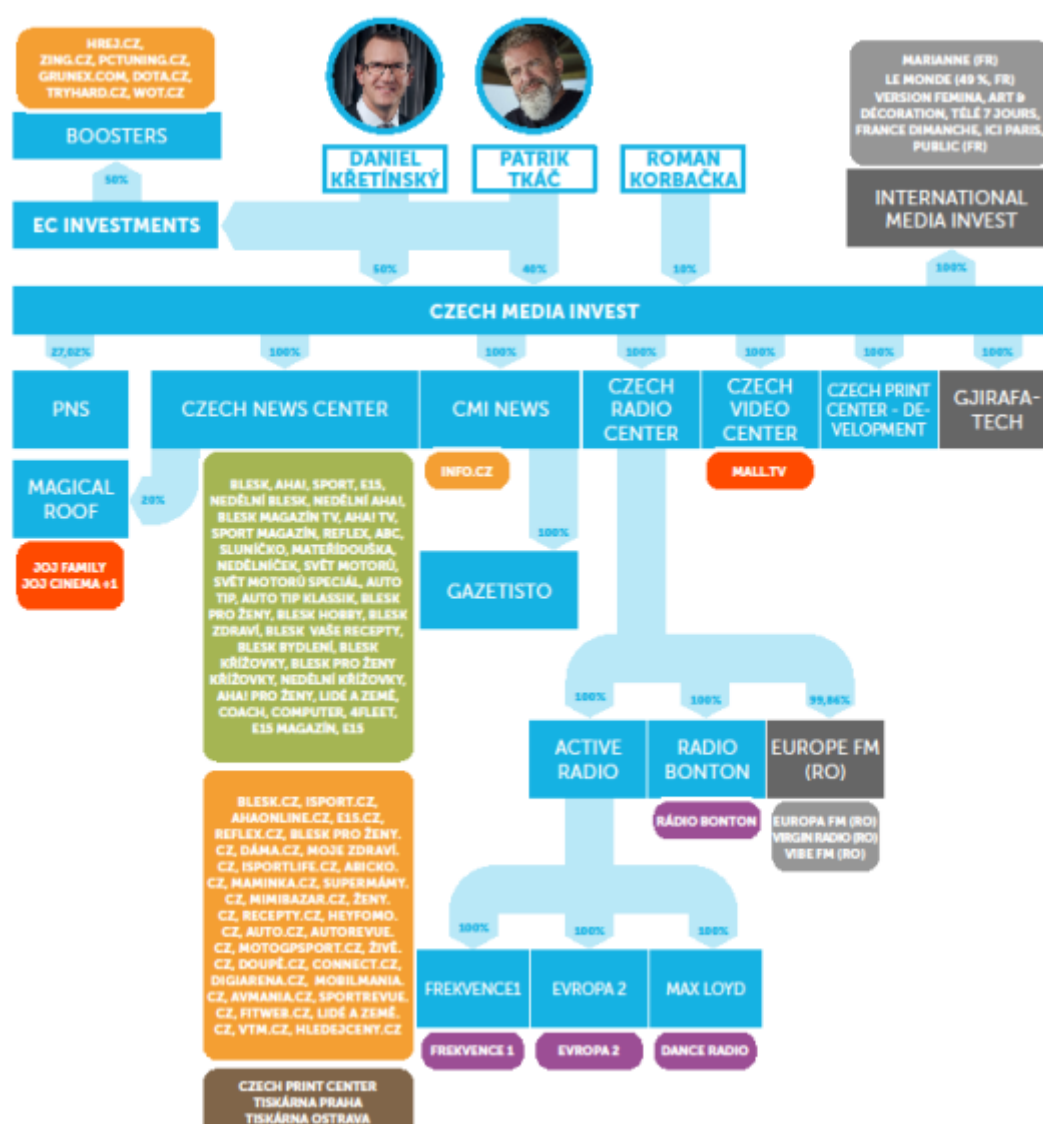 HREJ.CZ,
ZING.CZ, PCTUNING.CZ,
GRUNEX.COM, DOTA.CZ,
TRYHARD.CZ, WOT.CZ
BOOSTERS
50%
EC INVESTMENTS
DANIEL
KŘETÍNSKÝ
PATRIK
TKÁČ
ROMAN
KORBAČKA
MARIANNE (FR)
LE MONDE (49 %, FR)
VERSION FEMINA, ART &
DÉCORATION, TÉLÉ 7 JOURS,
FRANCE DIMANCHE, ICI PARIS,
PUBLIC (FR)
INTERNATIONAL
MEDIA INVEST
50%
40%
10%
100%
CZECH MEDIA INVEST
27,02%
100%
100%
100%
100%
100%
100%
PNS
CZECH NEWS CENTER
CMI NEWS
CZECH
RADIO
CENTER
CZECH
VIDEO
CENTER
CZECH PRINT
CENTER - DE-
VELOPMENT
GJIRAFA-
TECH
MAGICAL
ROOF
20%
JOJ FAMILY
JOJ CINEMA +1
BLESK, AHA!, SPORT, E15,
NEDĚLNÍ BLESK, NEDĚLNÍ AHA!,
BLESK MAGAZÍN TV, AHA! TV,
SPORT MAGAZÍN, REFLEX, ABC,
SLUNÍČKO, MATEŘÍDOUŠKA,
NEDĚLNÍČEK, SVĚT MOTORŮ,
SVĚT MOTORŮ SPECIÁL, AUTO
TIP, AUTO TIP KLASSIK, BLESK
PRO ŽENY, BLESK HOBBY, BLESK
ZDRAVÍ, BLESK VAŠE RECEPTY,
BLESK BYDLENÍ, BLESK
KŘÍŽOVKY, BLESK PRO ŽENY
KŘÍŽOVKY, NEDĚLNÍ KŘÍŽOVKY,
AHA! PRO ŽENY, LIDÉ A ZEMĚ,
COACH, COMPUTER, 4FLEET,
E15 MAGAZÍN, E15
INFO.CZ
100%
GAZETISTO
MALL.TV
100%
100%
99,86%
ACTIVE
RADIO
RADIO
BONTON
EUROPE FM
(RO)
RÁDIO BONTON
EUROPA FM (RO)
VIRGIN RADIO (RO)
VIBE FM (RO)
BLESK.CZ, ISPORT.CZ,
AHAONLINE.CZ, E15.CZ,
REFLEX.CZ, BLESK PRO ŽENY.
CZ, DÁMA.CZ, MOJE ZDRAVÍ.
CZ, ISPORTLIFE.CZ, ABICKO.
CZ, MAMINKA.CZ, SUPERMÁMY.
CZ, MIMIBAZAR.CZ, ŽENY.
CZ, RECEPTY.CZ, HEYFOMO.
CZ, AUTO.CZ, AUTOREVUE.
CZ, MOTOGPSPORT.CZ, ŽIVĚ.
CZ, DOUPĚ.CZ, CONNECT.CZ,
DIGIARENA.CZ, MOBILMANIA.
CZ, AVMANIA.CZ, SPORTREVUE.
CZ, FITWEB.CZ, LIDÉ A ZEMĚ.
CZ, VTM.CZ, HLEDEJCENY.CZ
100%
100%
100%
FREKVENCE1
EVROPA 2
MAX LOYD
FREKVENCE 1
EVROPA 2
DANCE RADIO
CZECH PRINT CENTER
TISKÁRNA PRAHA
TISKÁRNA OSTRAVA